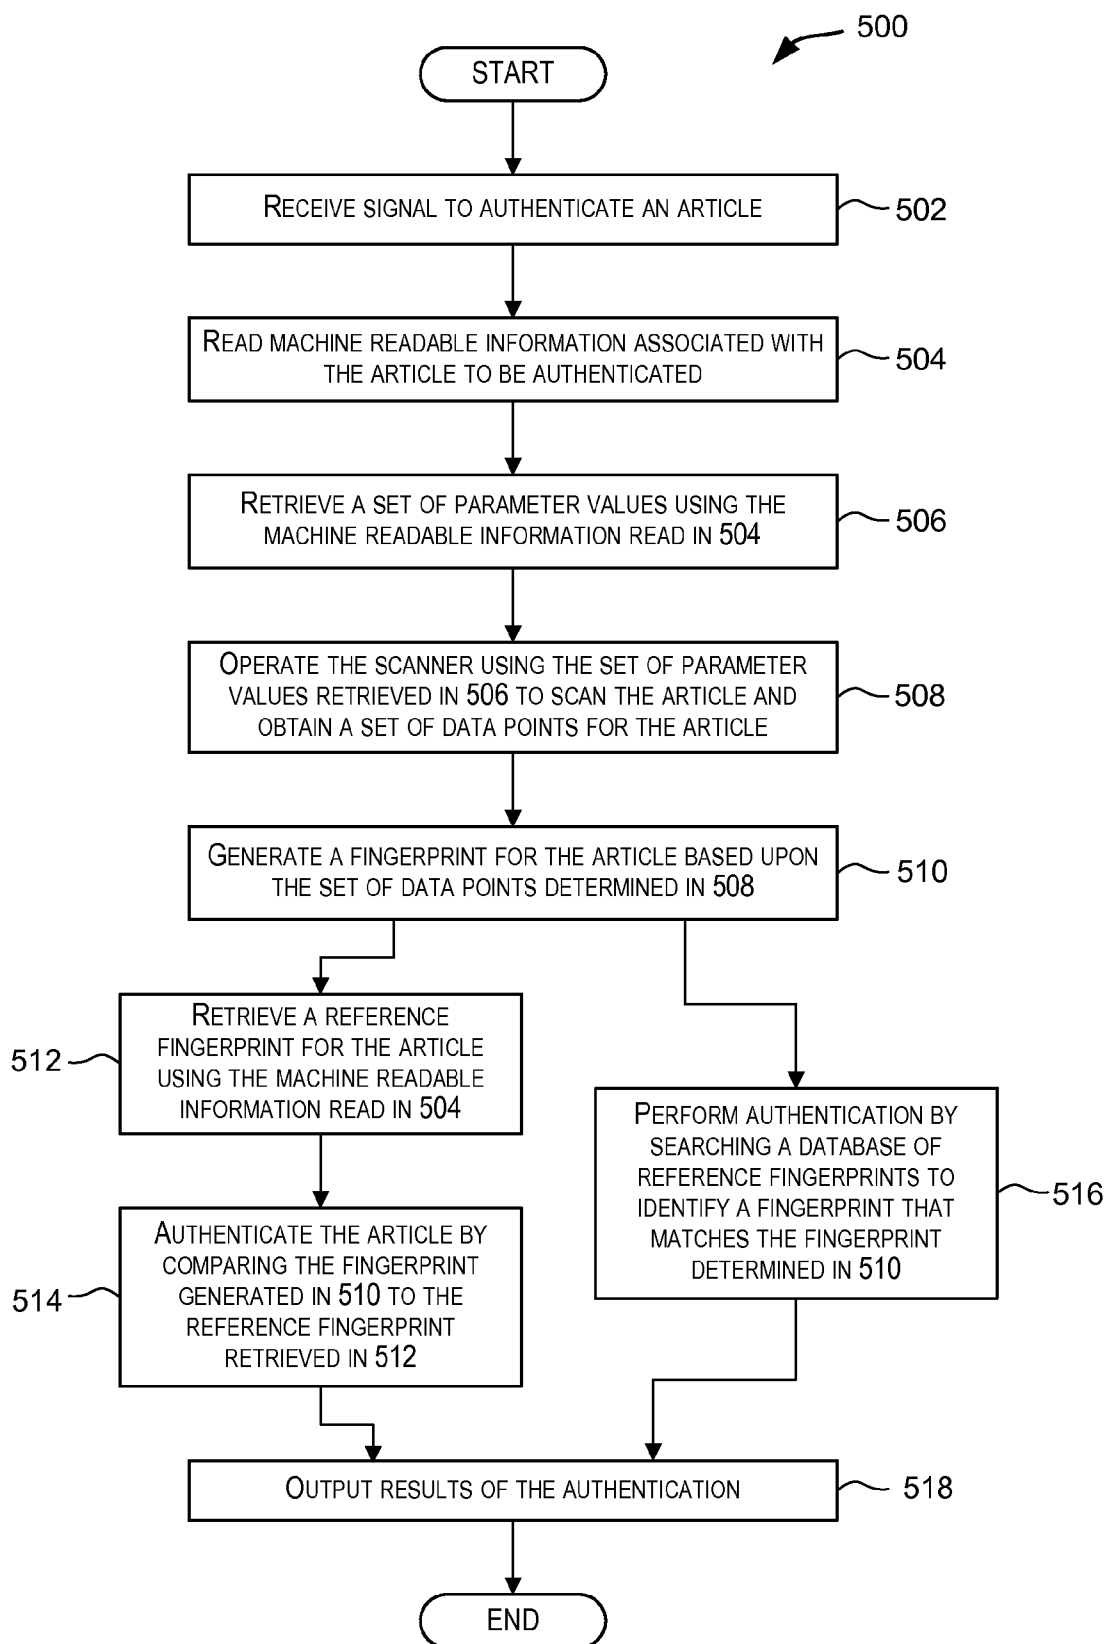 500
START
RECEIVE SIGNAL TO AUTHENTICATE AN ARTICLE
502
READ MACHINE READABLE INFORMATION ASSOCIATED WITH
THE ARTICLE TO BE AUTHENTICATED
504
RETRIEVE A SET OF PARAMETER VALUES USING THE
MACHINE READABLE INFORMATION READ IN 504
506
OPERATE THE SCANNER USING THE SET OF PARAMETER
VALUES RETRIEVED IN 506 TO SCAN THE ARTICLE AND
OBTAIN A SET OF DATA POINTS FOR THE ARTICLE
508
GENERATE A FINGERPRINT FOR THE ARTICLE BASED UPON
THE SET OF DATA POINTS DETERMINED IN 508
510
RETRIEVE A REFERENCE
FINGERPRINT FOR THE ARTICLE
USING THE MACHINE READABLE
INFORMATION READ IN 504
512
AUTHENTICATE THE ARTICLE BY
COMPARING THE FINGERPRINT
GENERATED IN 510 TO THE
REFERENCE FINGERPRINT
RETRIEVED IN 512
514
PERFORM AUTHENTICATION BY
SEARCHING A DATABASE OF
REFERENCE FINGERPRINTS TO
IDENTIFY A FINGERPRINT THAT
MATCHES THE FINGERPRINT
DETERMINED IN 510
516
OUTPUT RESULTS OF THE AUTHENTICATION
518
END